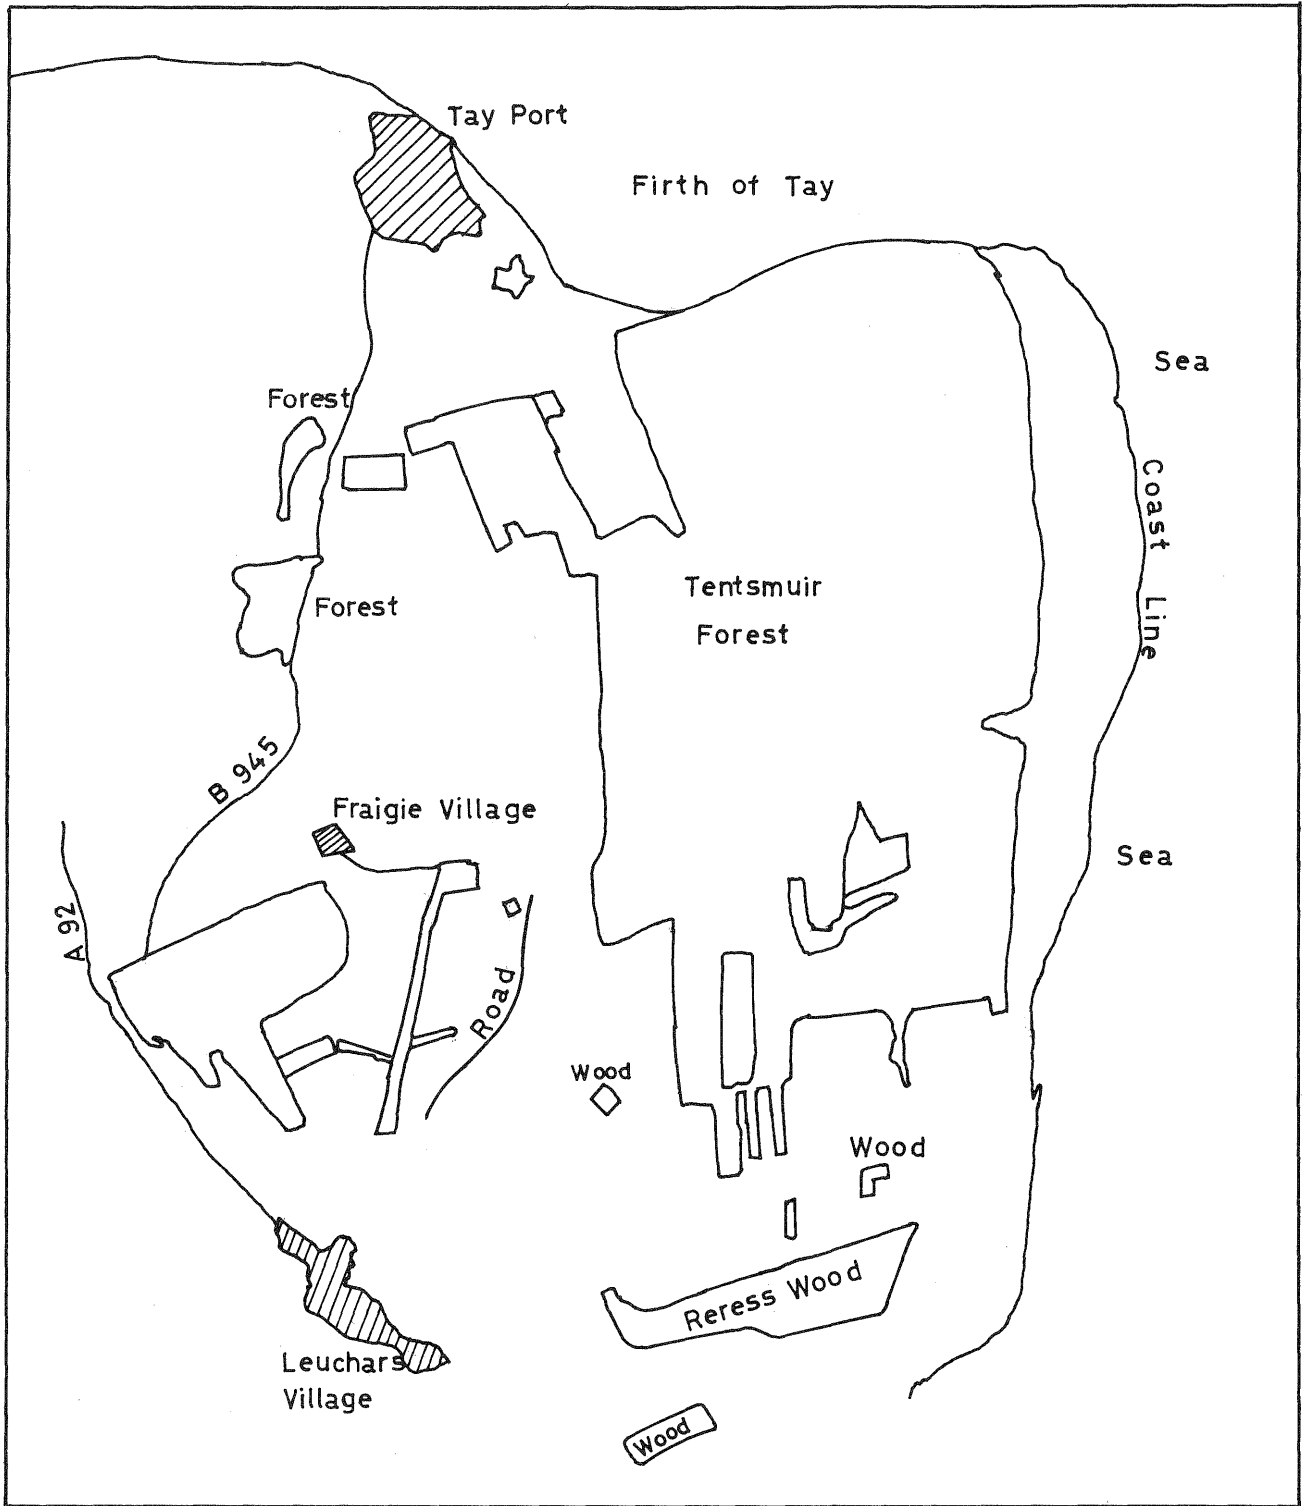 Tay Port
Firth of Tay
Sea
Forest
Coast Line
Tentsmuir
Forest
Forest
B 945
Fraigie Village
Sea
A 92
Road
Wood
Wood
Reress Wood
Leuchars
Village
Wood